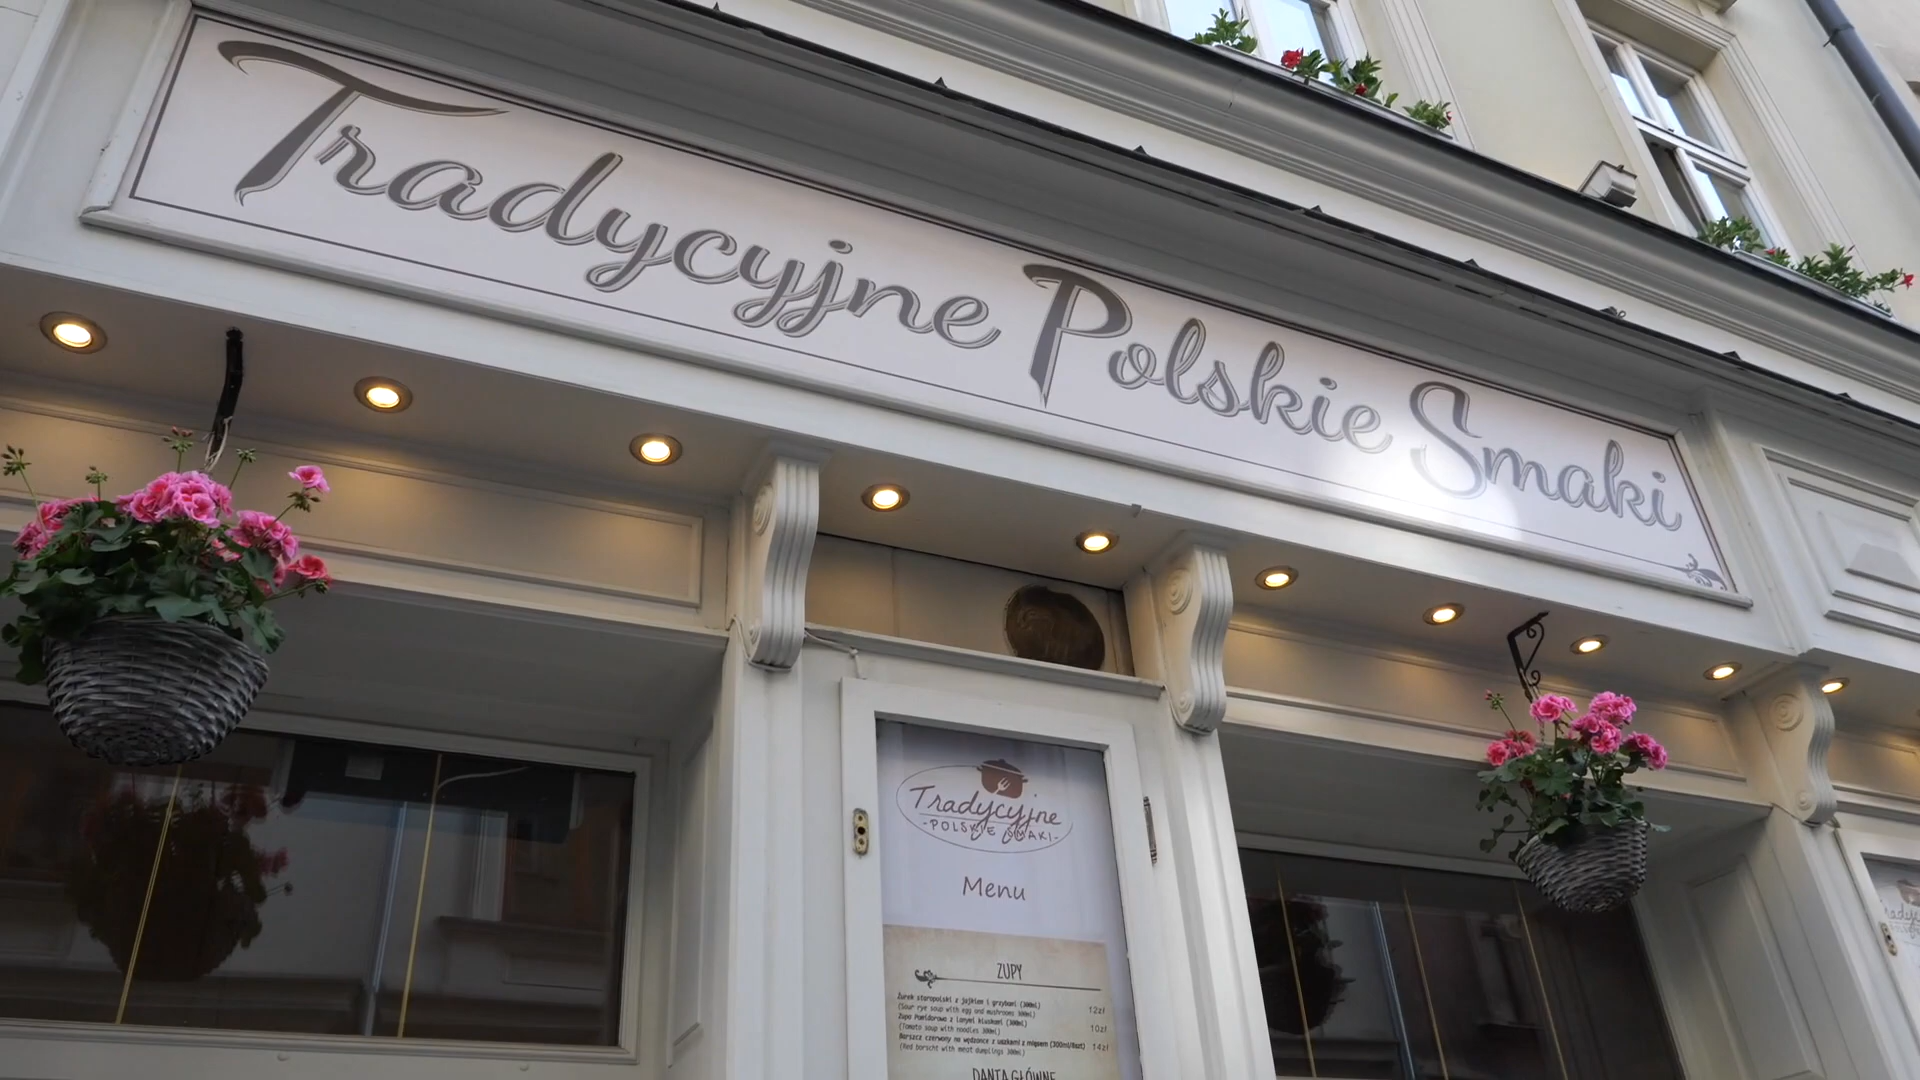 Tradycyjne Polskie Smaki
Tradycyjne
-POLSKIE SMAKI-
Menu
ZUPY
Żurek staropolski z jajkiem i grzybami (300ml) 12zł
(Sour rye soup with egg and mushrooms 300ml)
Zupa Pomidorowa z lanymi kluskami (300ml) 10zł
(Tomato soup with noodles 300ml)
Barszcz czerwony na wędzonce z uszkami z mięsem (300ml/8szt) 14zł
(Red borscht with meat dumplings 300ml)
DANIA GŁÓWNE